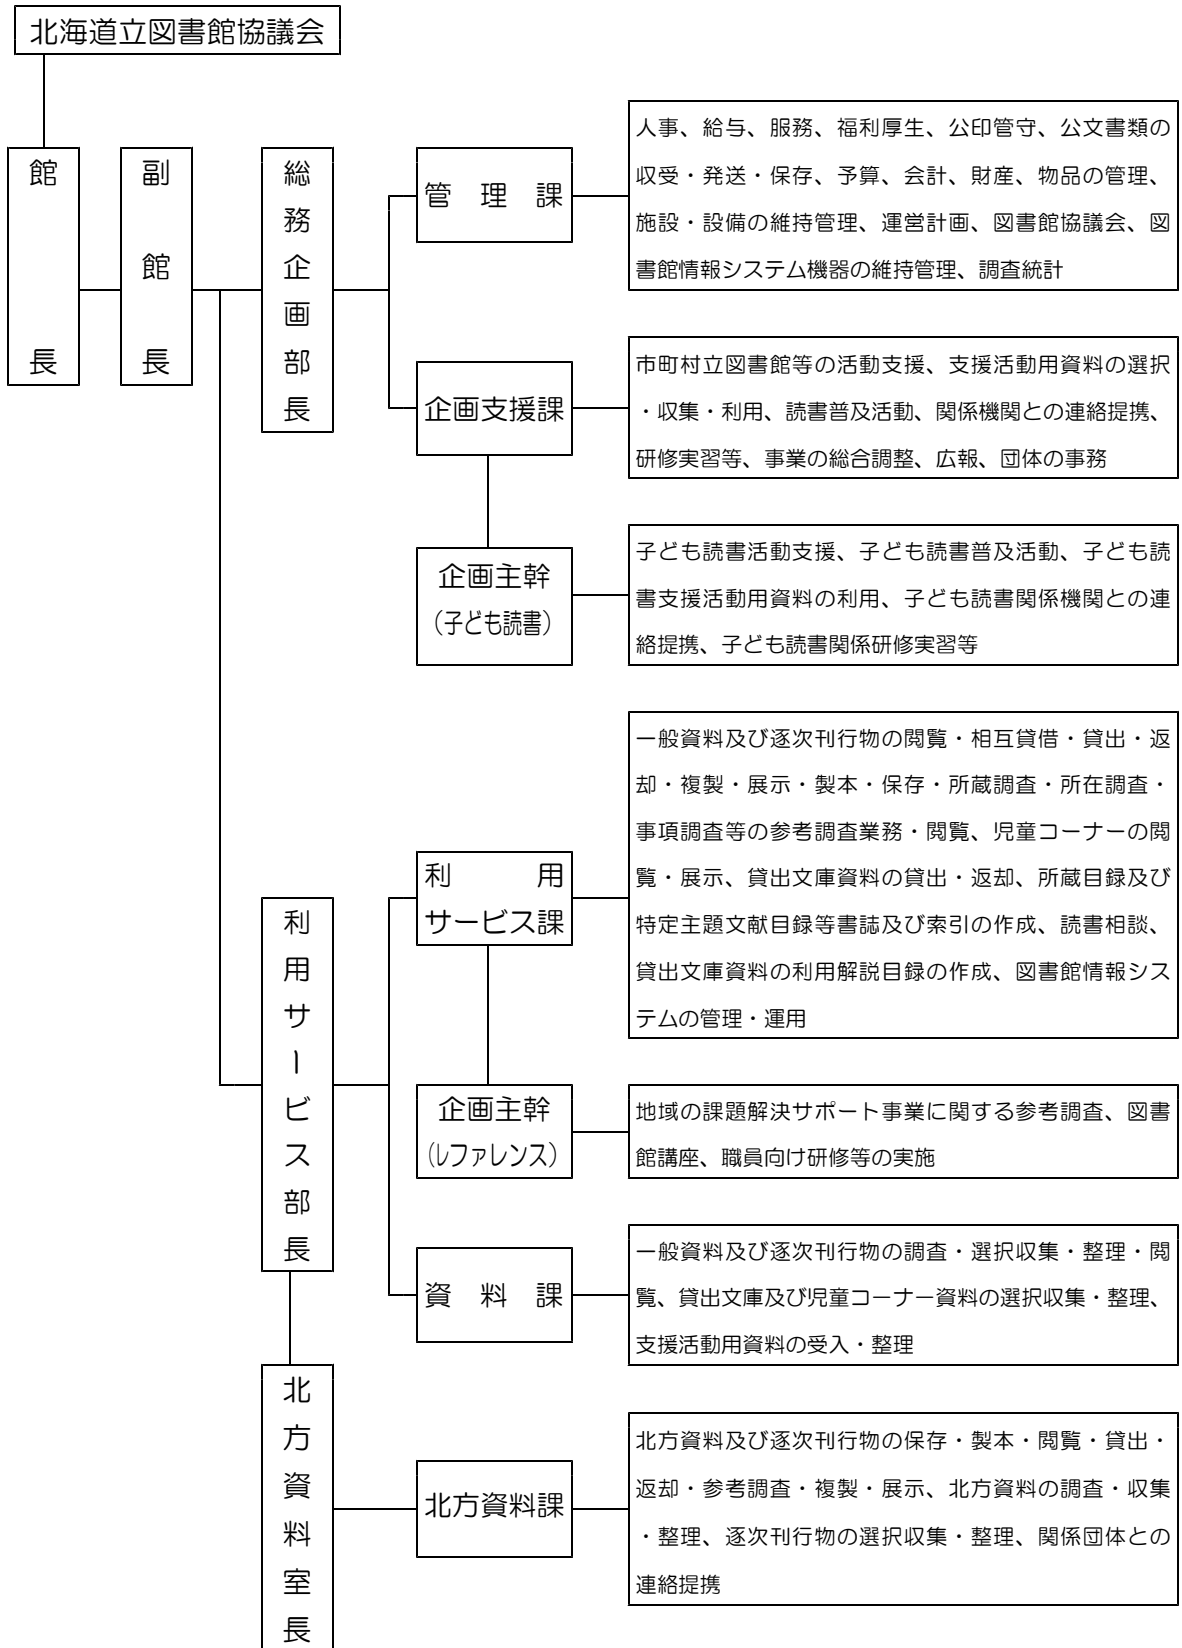 北海道立図書館協議会
館長
副館長
総務企画部長
管理課
人事、給与、服務、福利厚生、公印管守、公文書類の
収受・発送・保存、予算、会計、財産、物品の管理、
施設・設備の維持管理、運営計画、図書館協議会、図
書館情報システム機器の維持管理、調査統計
企画支援課
市町村立図書館等の活動支援、支援活動用資料の選択
・収集・利用、読書普及活動、関係機関との連絡提携、
研修実習等、事業の総合調整、広報、団体の事務
企画主幹
（子ども読書）
子ども読書活動支援、子ども読書普及活動、子ども読
書支援活動用資料の利用、子ども読書関係機関との連
絡提携、子ども読書関係研修実習等
利用サービス部長
利用
サービス課
一般資料及び逐次刊行物の閲覧・相互貸借・貸出・返
却・複製・展示・製本・保存・所蔵調査・所在調査・
事項調査等の参考調査業務・閲覧、児童コーナーの閲
覧・展示、貸出文庫資料の貸出・返却、所蔵目録及び
特定主題文献目録等書誌及び索引の作成、読書相談、
貸出文庫資料の利用解説目録の作成、図書館情報シス
テムの管理・運用
企画主幹
（レファレンス）
地域の課題解決サポート事業に関する参考調査、図書
館講座、職員向け研修等の実施
資料課
一般資料及び逐次刊行物の調査・選択収集・整理・閲
覧、貸出文庫及び児童コーナー資料の選択収集・整理、
支援活動用資料の受入・整理
北方資料室長
北方資料課
北方資料及び逐次刊行物の保存・製本・閲覧・貸出・
返却・参考調査・複製・展示、北方資料の調査・収集
・整理、逐次刊行物の選択収集・整理、関係団体との
連絡提携